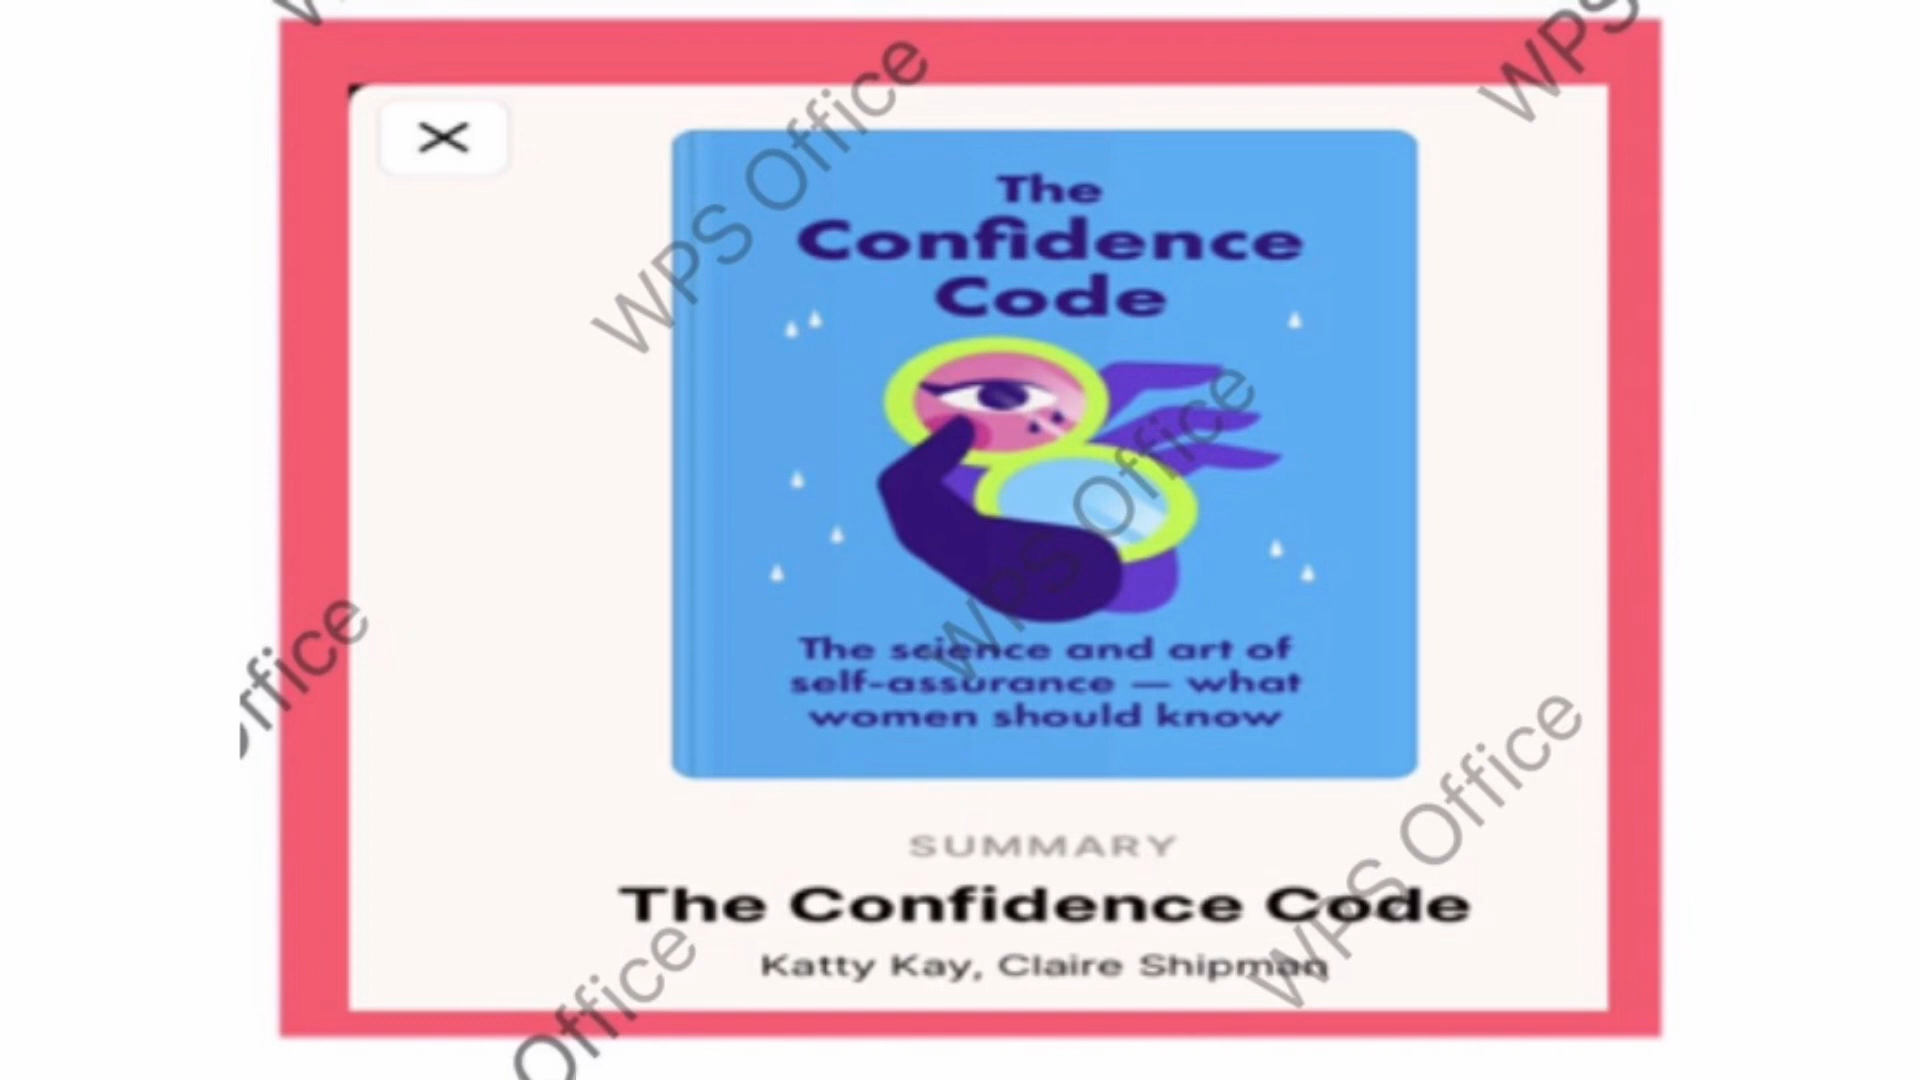 The
Confidence
Code
The science and art of
self-assurance — what
women should know
SUMMARY
The Confidence Code
Katty Kay, Claire Shipman
WPS Office
WPS
WPS Office
Office
WPS Office
Office